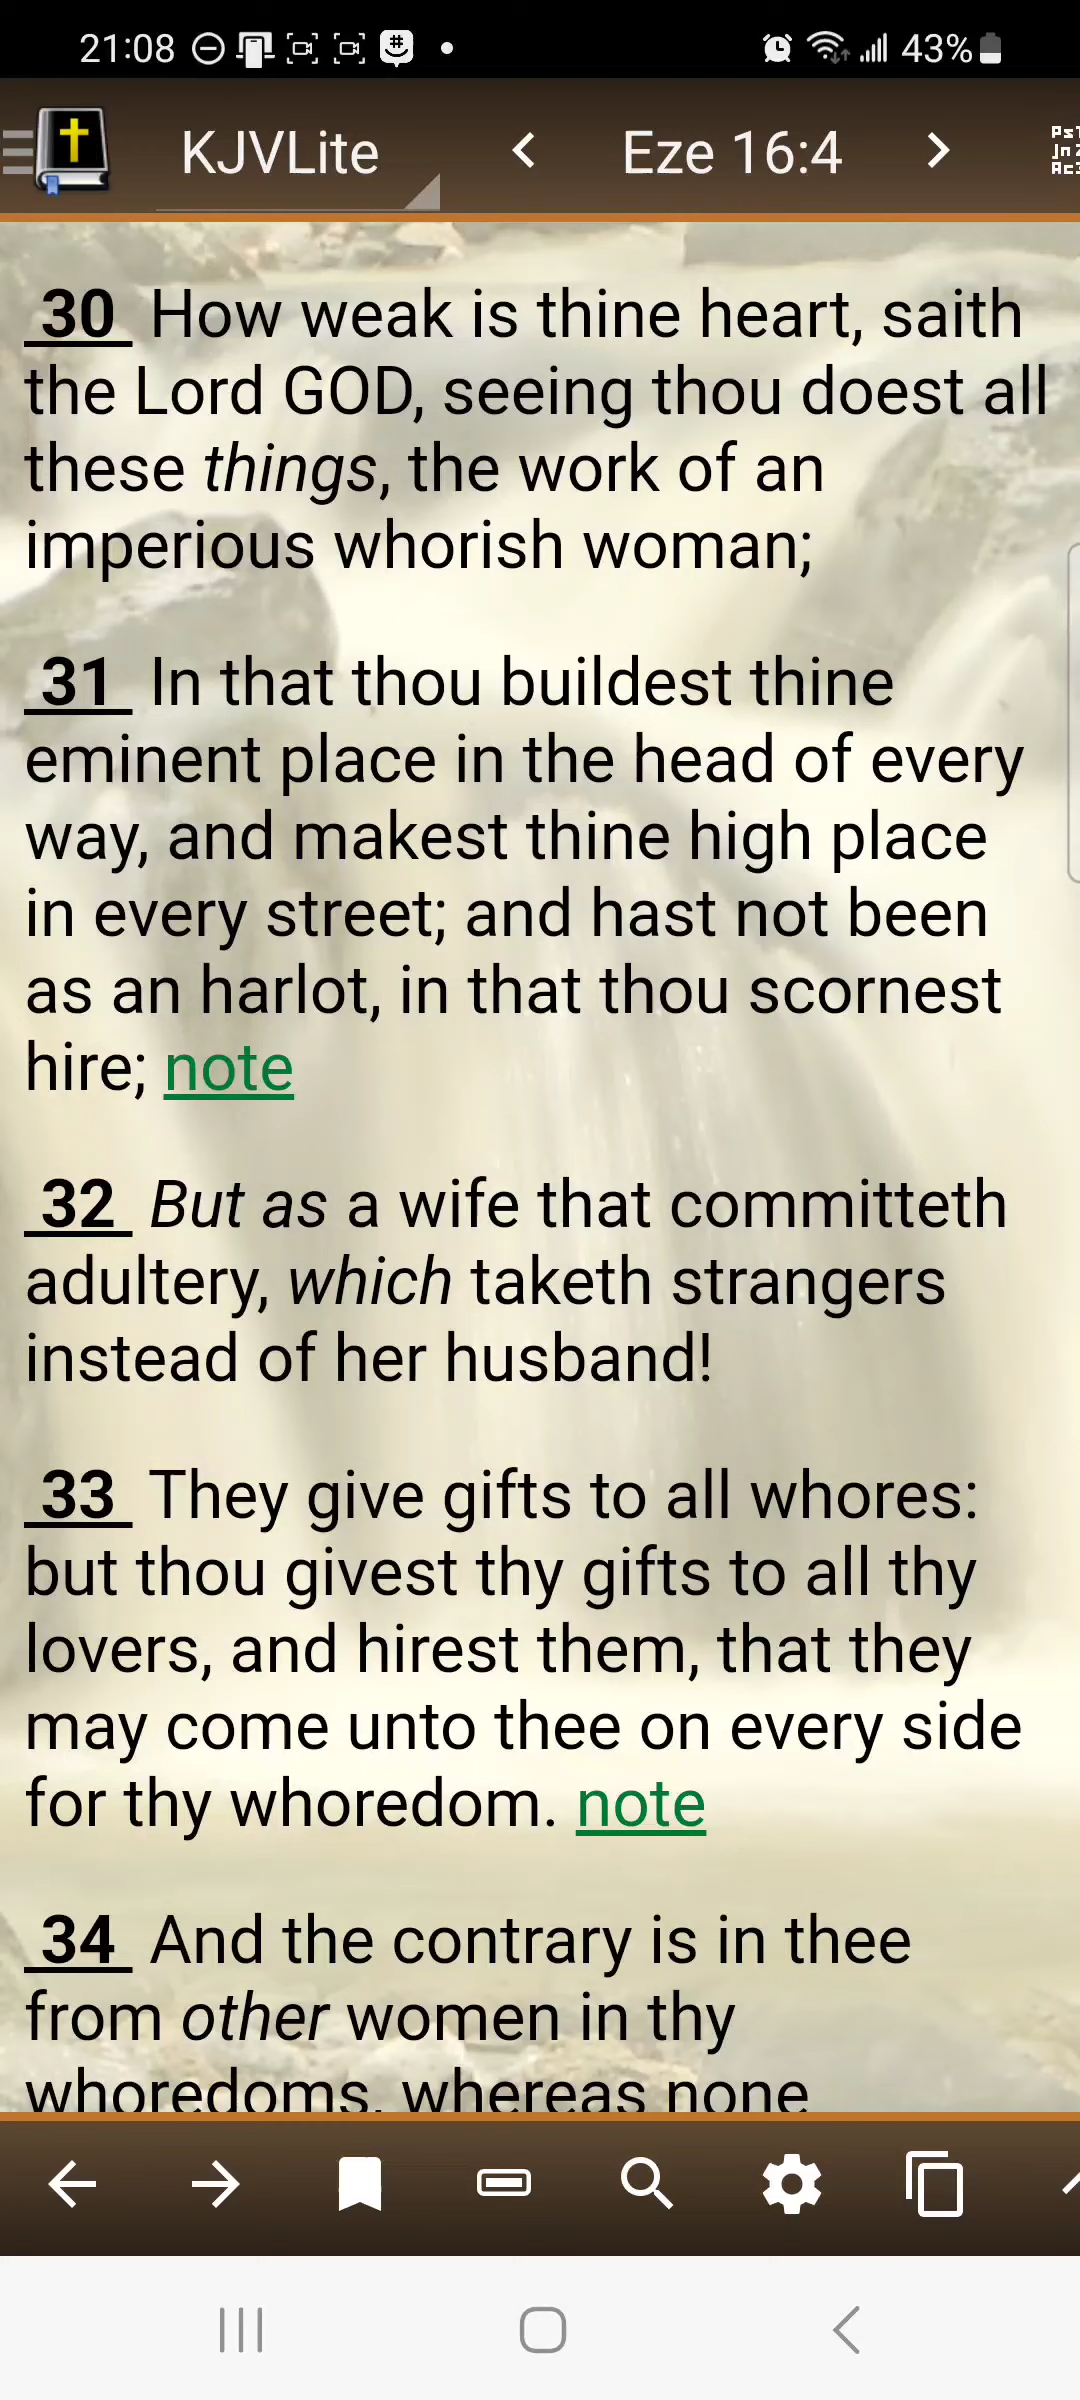 21:08 43%
KJVLite < Eze 16:4 >
30 How weak is thine heart, saith
the Lord GOD, seeing thou doest all
these things, the work of an
imperious whorish woman;
31 In that thou buildest thine
eminent place in the head of every
way, and makest thine high place
in every street; and hast not been
as an harlot, in that thou scornest
hire; note
32 But as a wife that committeth
adultery, which taketh strangers
instead of her husband!
33 They give gifts to all whores:
but thou givest thy gifts to all thy
lovers, and hirest them, that they
may come unto thee on every side
for thy whoredom. note
34 And the contrary is in thee
from other women in thy
whoredoms, whereas none